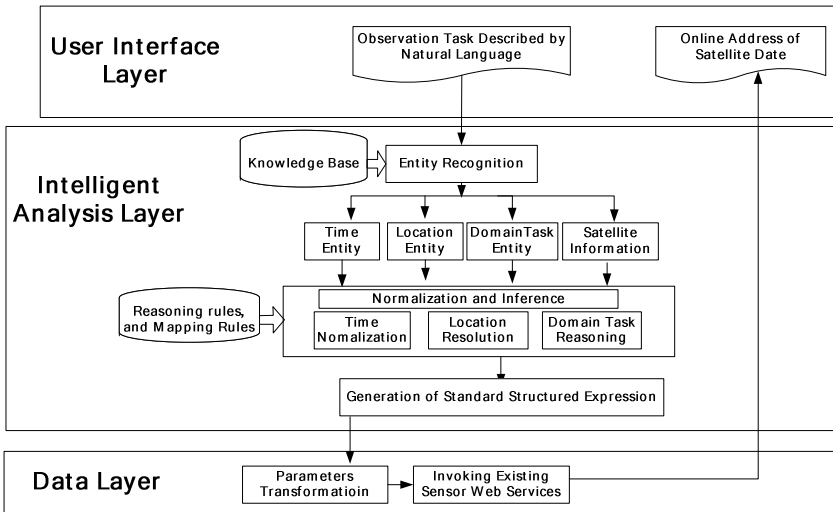 User Interface
Layer
Observation Task Described by
Natural Language
Online Address of
Satellite Date
Intelligent
Analysis Layer
Knowledge Base
Entity Recognition
Time
Entity
Location
Entity
DomainTask
Entity
Satellite
Information
Reasoning rules,
and Mapping Rules
Normalization and Inference
Time
Nomalization
Location
Resolution
Domain Task
Reasoning
Generation of Standard Structured Expression
Data Layer
Parameters
Transformatioin
Invoking Existing
Sensor Web Services